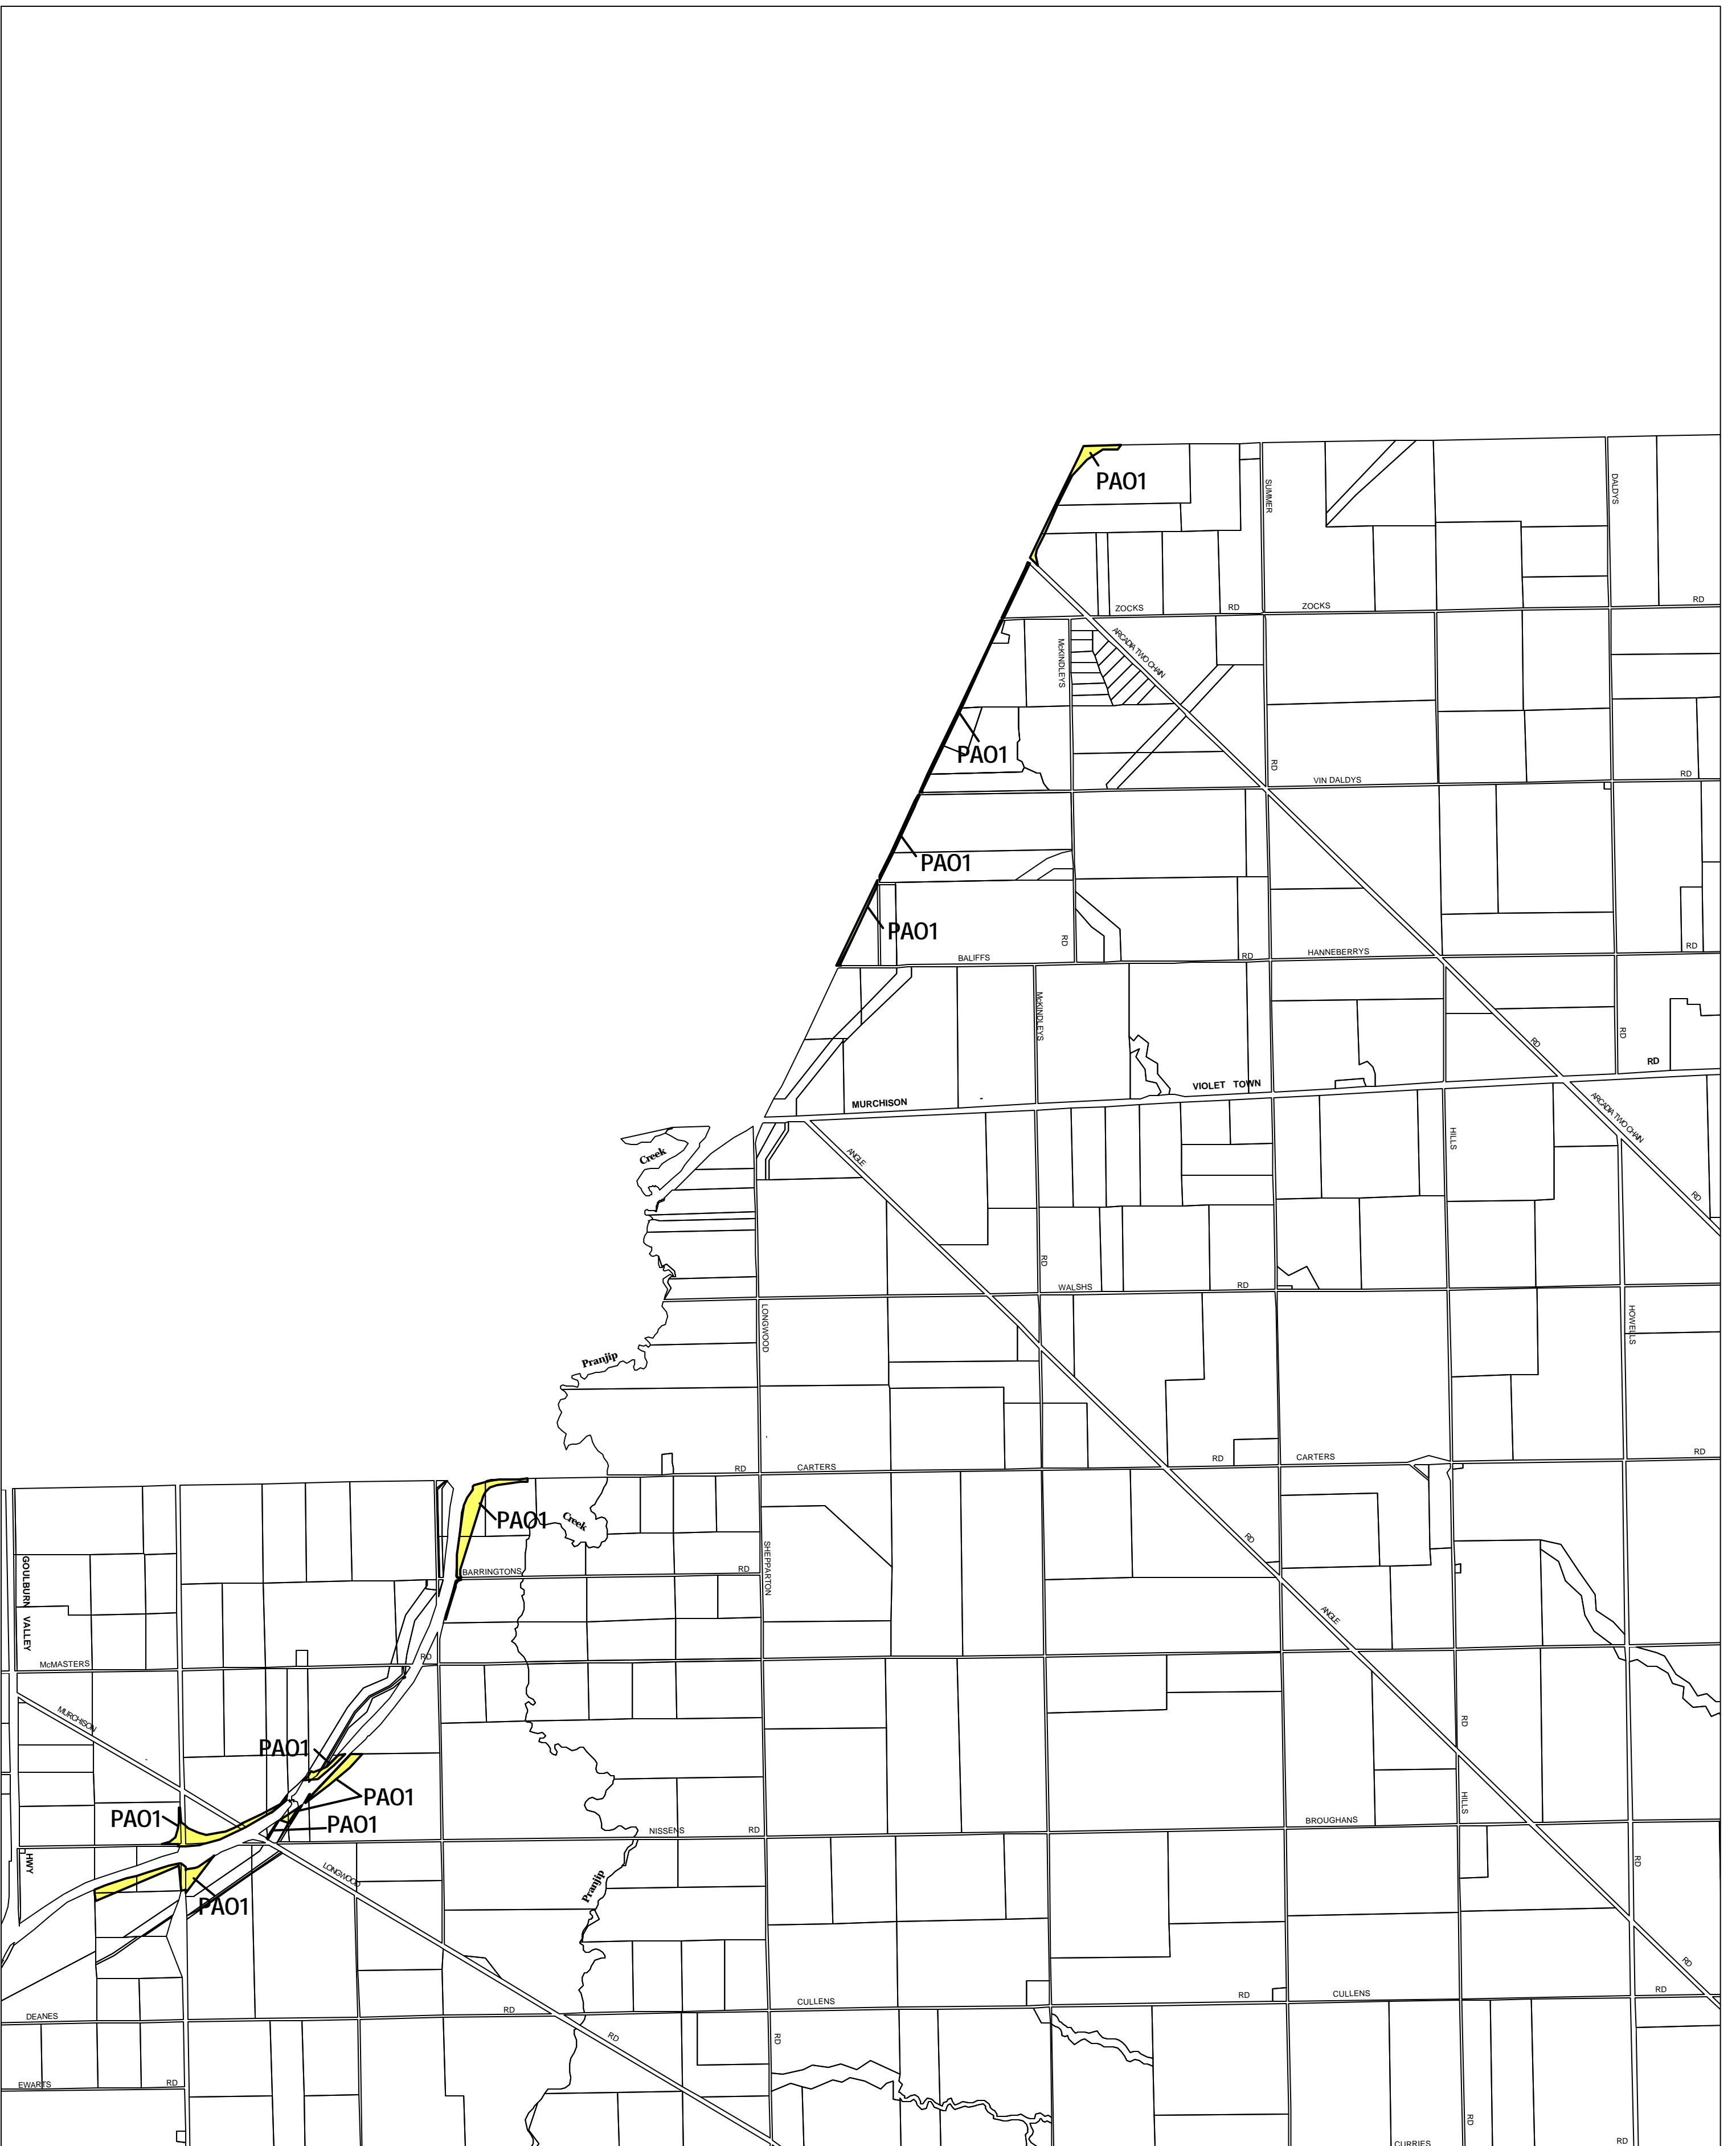 PAO1
SUMMER
DALDYS
ZOCKS
RD
ZOCKS
RD
McKINDLEYS
ARCADIA TWO CHAIN
PAO1
RD
VIN DALDYS
RD
PAO1
PAO1
RD
BALIFFS
RD
HANNEBERRYS
RD
McKINDLEYS
RD
RD
RD
VIOLET TOWN
MURCHISON
-
ARCADIA TWO CHAIN
HILLS
Creek
ANGLE
RD
RD
WALSHS
RD
LONGWOOD
HOWELLS
Pranjip
RD
CARTERS
RD
CARTERS
RD
PAO1
Creek
RD
SHEPPARTON
BARRINGTONS
RD
GOULBURN VALLEY
ANGLE
McMASTERS
RD
MURCHISON
RD
PAO1
PAO1
HILLS
PAO1
PAO1
NISSENS
RD
BROUGHANS
HWY
LONGWOOD
RD
Pranjip
PAO1
RD
CULLENS
RD
CULLENS
RD
DEANES
RD
RD
RD
EWARTS
RD
RD
CURRIES
RD